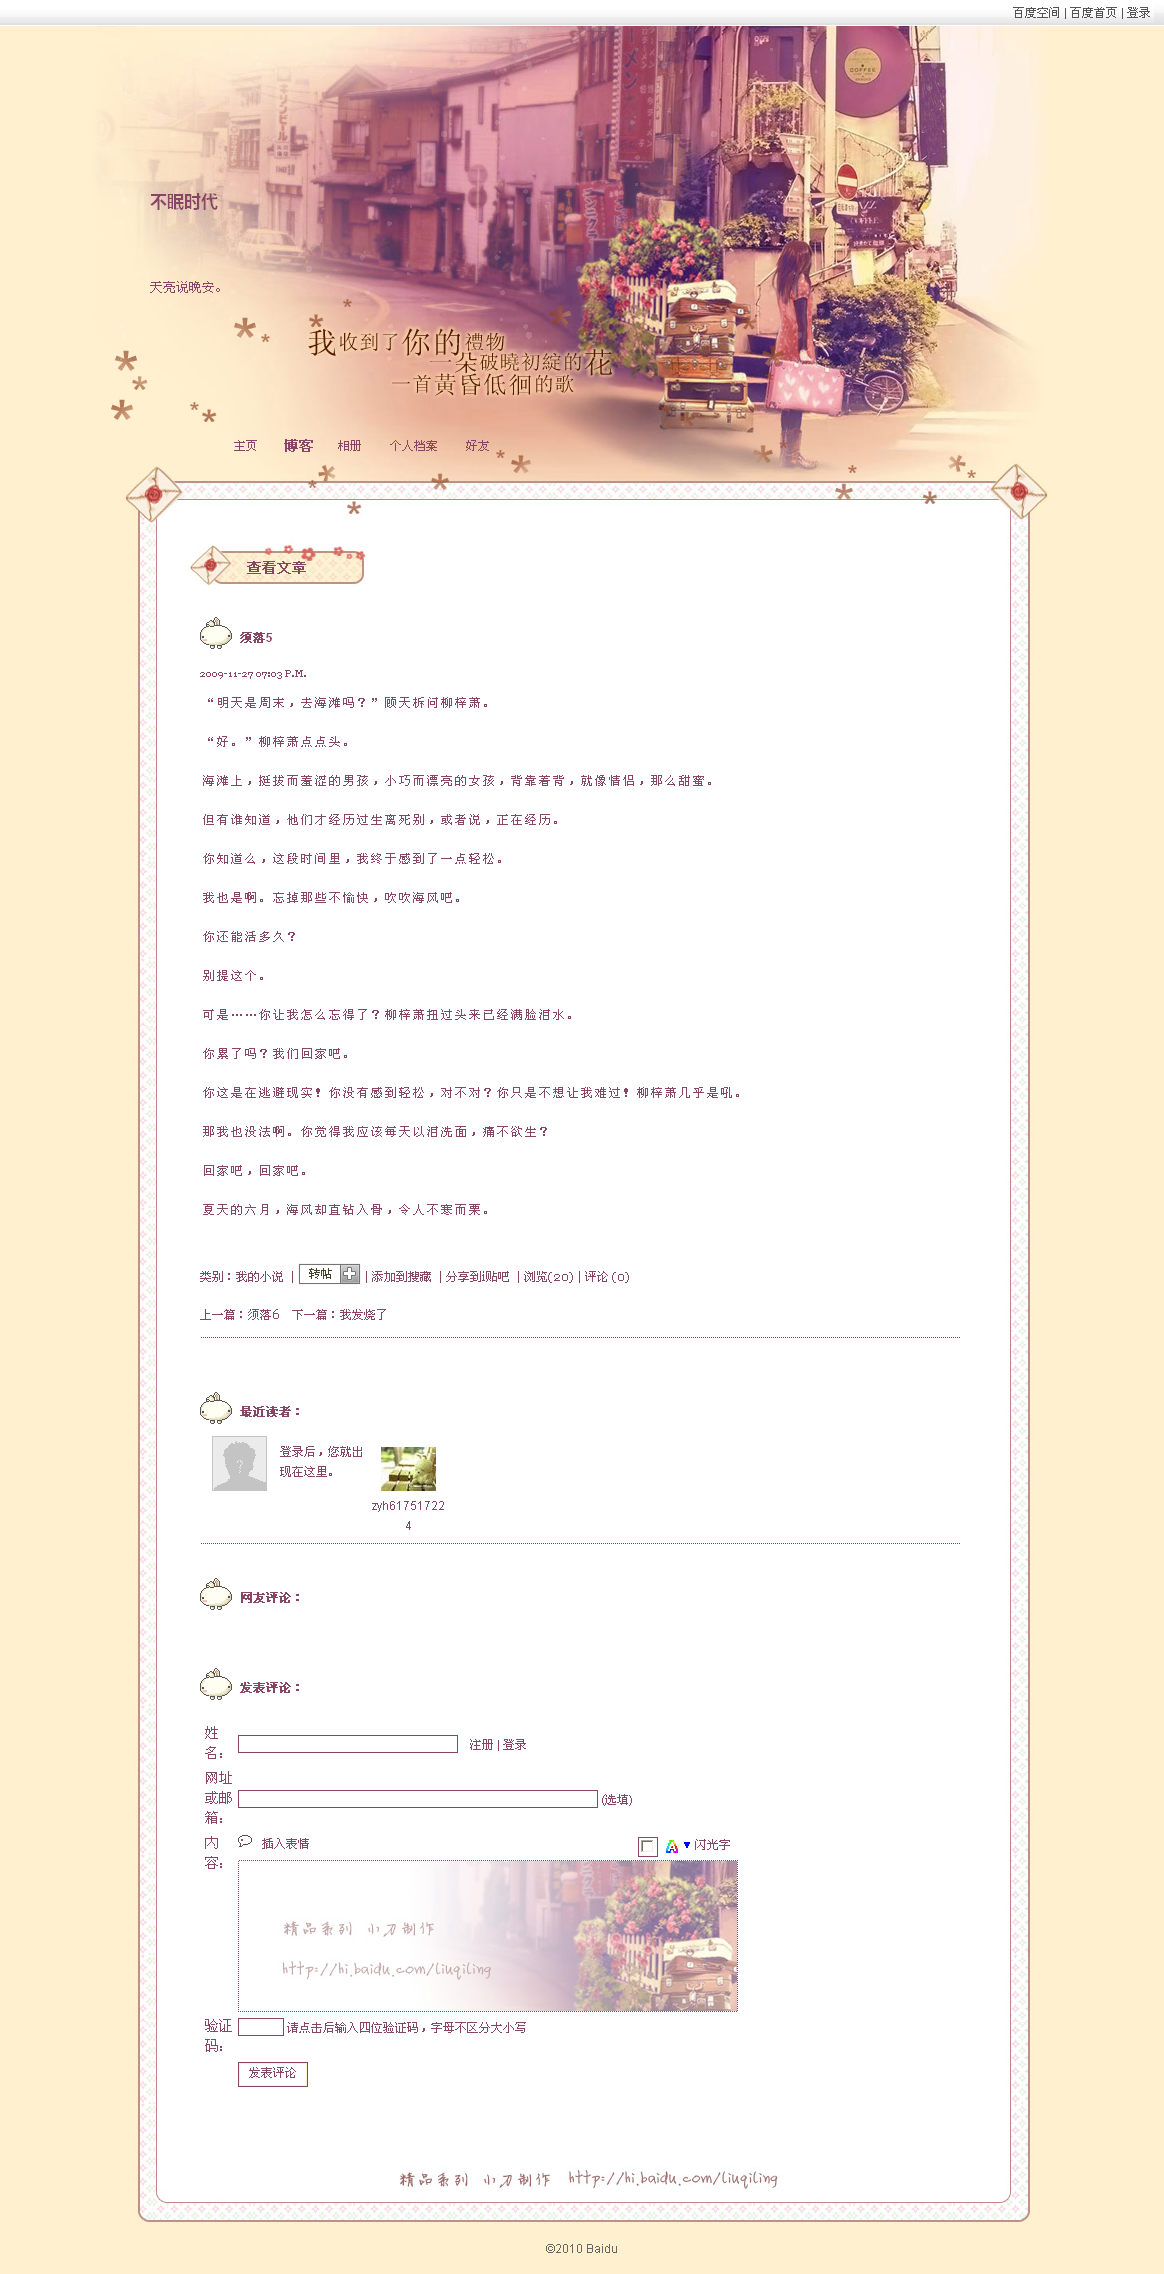 百度空间 | 百度首页 | 登录
COFFEE
不眠时代
天亮说晚安。
我收到了你的禮物
一朵破曉初綻的花
一首黃昏低徊的歌
主页 博客 相册 个人档案 好友
查看文章
须落5
2009-11-27 07:03 P.M.
“明天是周末，去海滩吗？”顾天柝问柳梓萧。
“好。”柳梓萧点点头。
海滩上，挺拔而羞涩的男孩，小巧而漂亮的女孩，背靠着背，就像情侣，那么甜蜜。
但有谁知道，他们才经历过生离死别，或者说，正在经历。
你知道么，这段时间里，我终于感到了一点轻松。
我也是啊。忘掉那些不愉快，吹吹海风吧。
你还能活多久？
别提这个。
可是……你让我怎么忘得了？柳梓萧扭过头来已经满脸泪水。
你累了吗？我们回家吧。
你这是在逃避现实！你没有感到轻松，对不对？你只是不想让我难过！柳梓萧几乎是吼。
那我也没法啊。你觉得我应该每天以泪洗面，痛不欲生？
回家吧，回家吧。
夏天的六月，海风却直钻入骨，令人不寒而栗。
类别：我的小说 | 转帖 | 添加到搜藏 | 分享到i贴吧 | 浏览(20) | 评论 (0)
上一篇：须落6 下一篇：我发烧了
最近读者：
登录后，您就出
现在这里。
zyh61751722
4
网友评论：
发表评论：
姓
名：
注册 | 登录
网址
或邮
箱：
(选填)
内
容：
插入表情
闪光字
精品系列 小刀制作
http://hi.baidu.com/liuqiling
验证
码：
请点击后输入四位验证码，字母不区分大小写
发表评论
精品系列 小刀制作 http://hi.baidu.com/liuqiling
©2010 Baidu